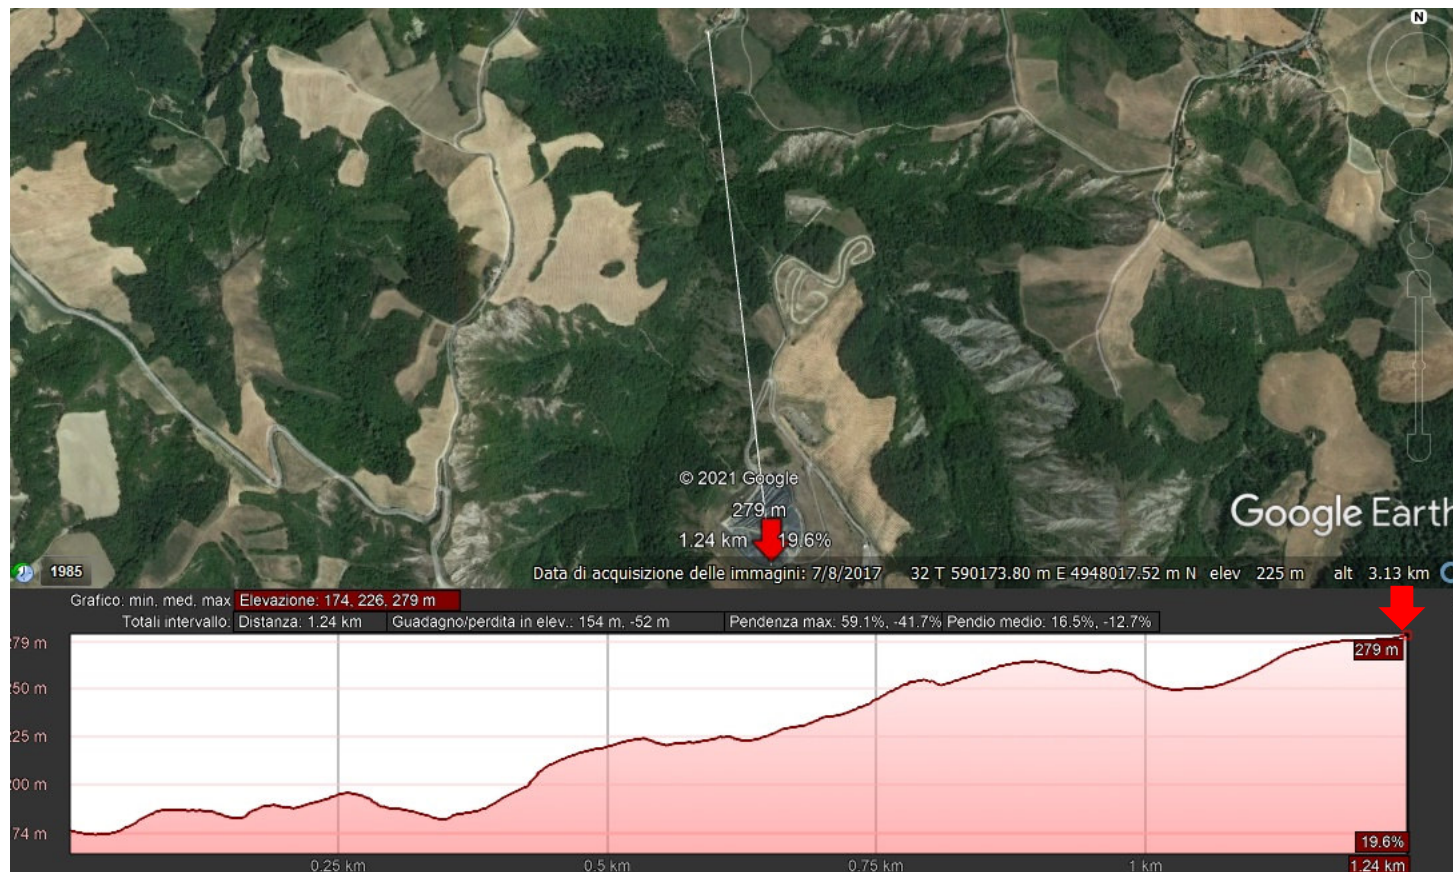 N
© 2021 Google
279 m
1.24 km 19.6%
Google Earth
1985
Data di acquisizione delle immagini: 7/8/2017 32 T 590173.80 m E 4948017.52 m N elev 225 m alt 3.13 km
Grafico: min, med, max Elevazione: 174, 226, 279 m
Totali intervallo: Distanza: 1.24 km Guadagno/perdita in elev.: 154 m, -52 m Pendenza max: 59.1%, -41.7% Pendio medio: 16.5%, -12.7%
79 m
279 m
50 m
25 m
00 m
74 m
19.6%
0.25 km 0.5 km 0.75 km 1 km 1.24 km